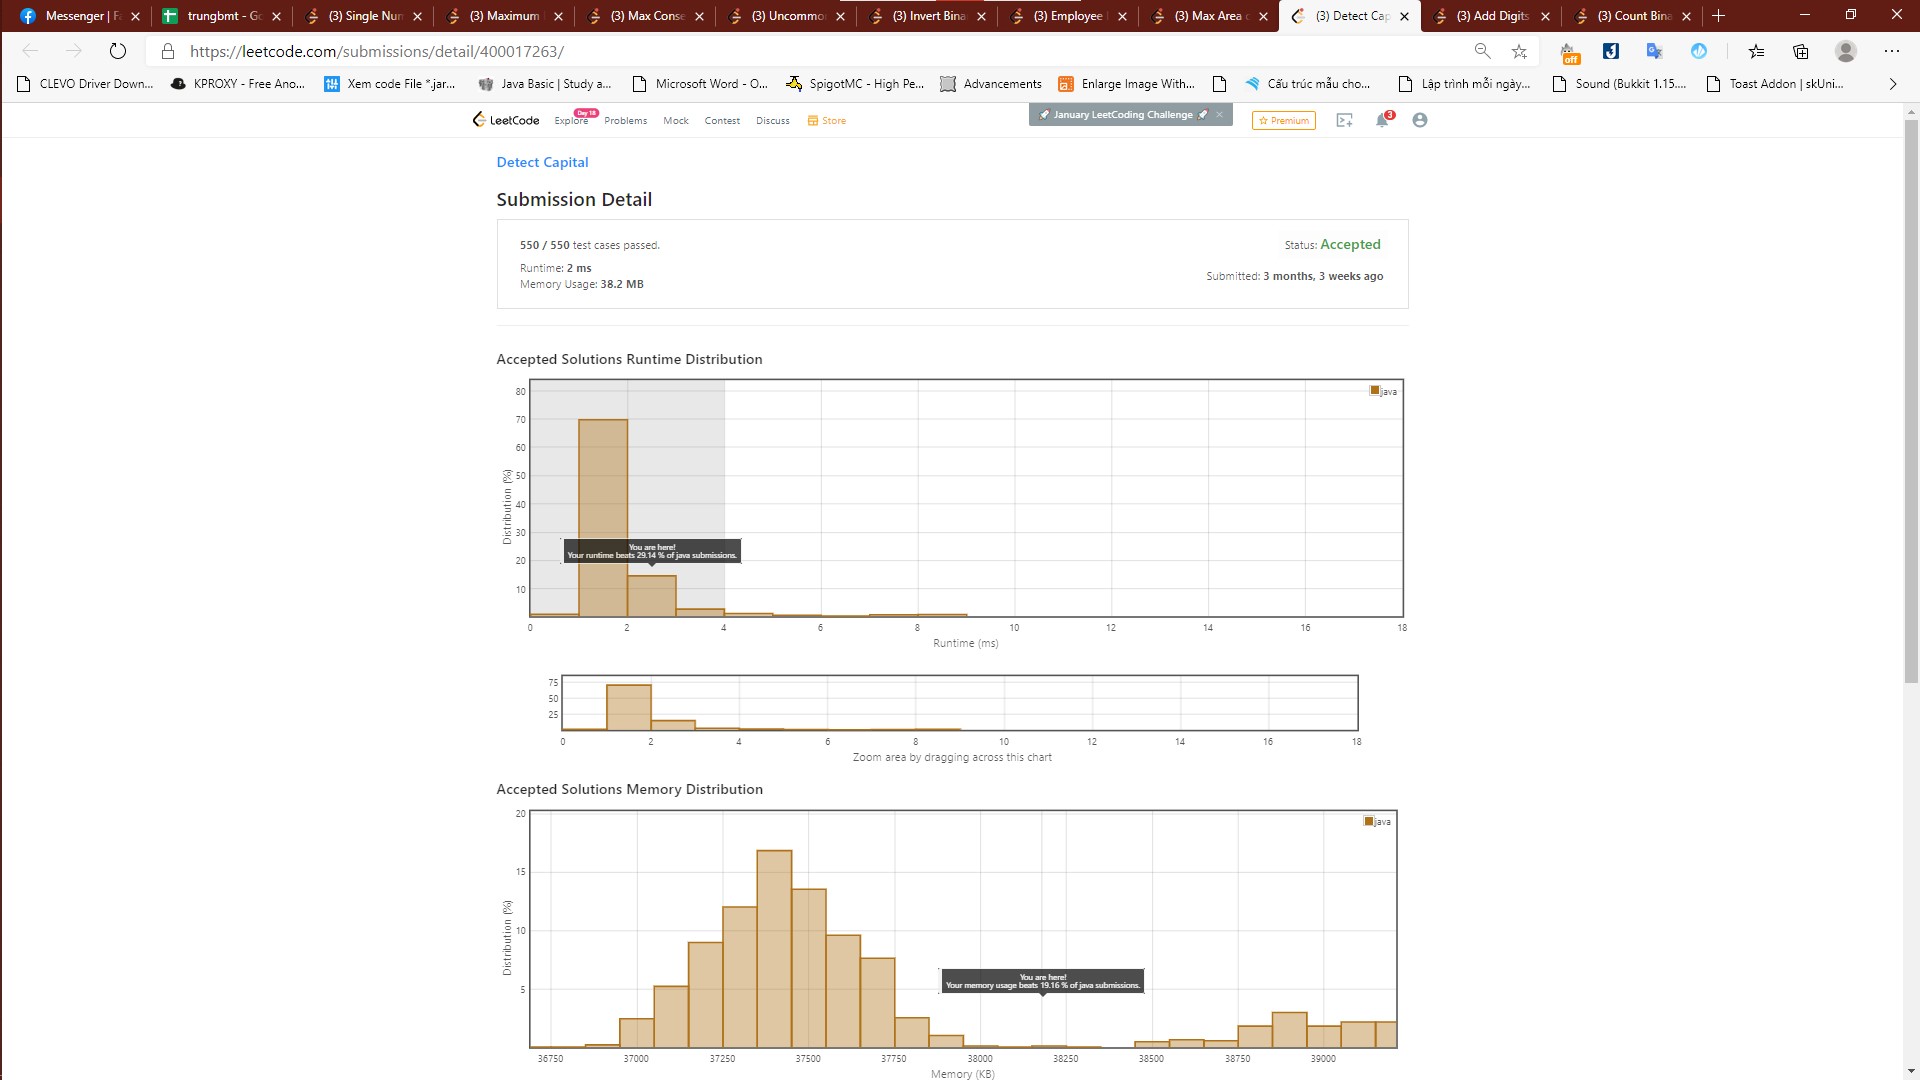 Messenger | F
trungbmt - Go
(3) Single Num
(3) Maximum
(3) Max Conse
(3) Uncommo
(3) Invert Bina
(3) Employee
(3) Max Area
(3) Detect Cap
(3) Add Digits
(3) Count Bina
https://leetcode.com/submissions/detail/400017263/
off
CLEVO Driver Down...
KPROXY - Free Ano...
Xem code File *.jar...
Java Basic | Study a...
Microsoft Word - O...
SpigotMC - High Pe...
Advancements
Enlarge Image With...
Cấu trúc mẫu cho...
Lập trình mỗi ngày...
Sound (Bukkit 1.15....
Toast Addon | skUni...
LeetCode
Explore
Day 18
Problems
Mock
Contest
Discuss
Store
January LeetCoding Challenge
Premium
3
Detect Capital
Submission Detail
550 / 550 test cases passed.
Status: Accepted
Runtime: 2 ms
Submitted: 3 months, 3 weeks ago
Memory Usage: 38.2 MB
Accepted Solutions Runtime Distribution
80
70
60
50
40
30
20
10
Distribution (%)
java
You are here!
Your runtime beats 29.14 % of java submissions.
0 2 4 6 8 10 12 14 16 18
Runtime (ms)
75
50
25
0 2 4 6 8 10 12 14 16 18
Zoom area by dragging across this chart
Accepted Solutions Memory Distribution
20
15
10
5
Distribution (%)
java
You are here!
Your memory usage beats 19.16 % of java submissions.
36750 37000 37250 37500 37750 38000 38250 38500 38750 39000
Memory (KB)